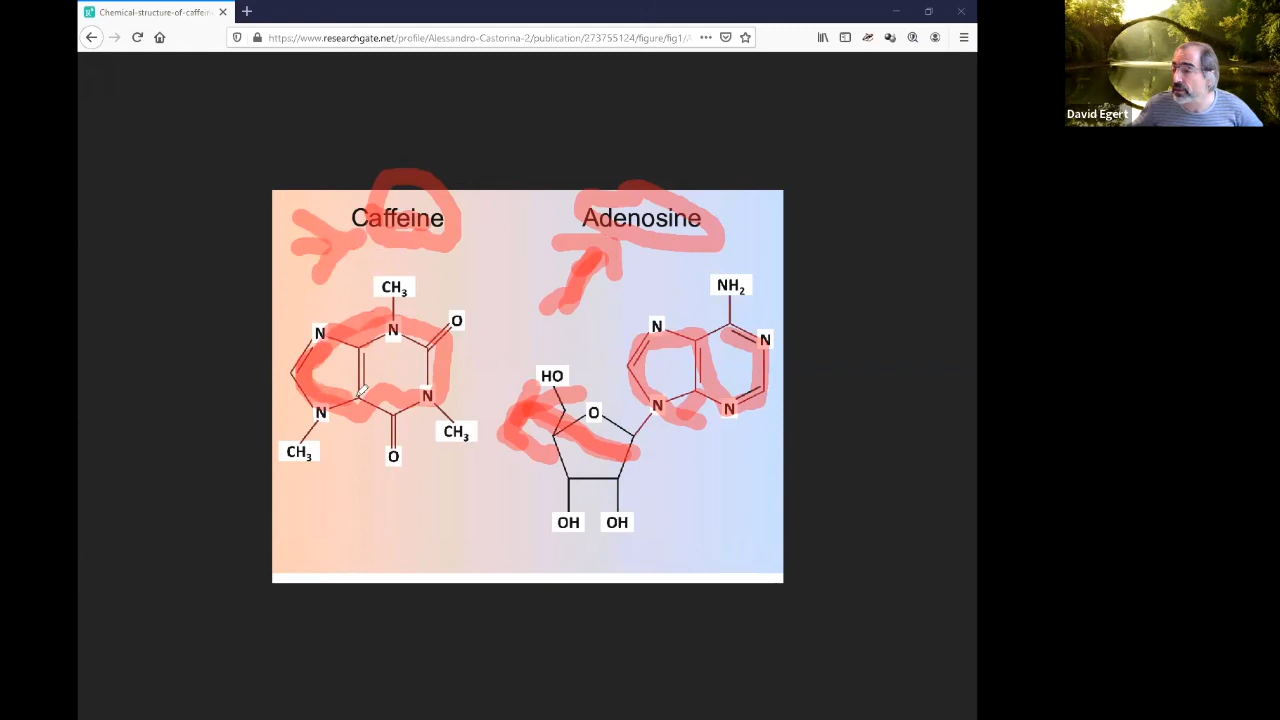 Chemical-structure-of-caffein
https://www.researchgate.net/profile/Alessandro-Castorina-2/publication/273755124/figure/fig1/
David Egert
Caffeine
Adenosine
CH3
NH2
N
N
O
N
N
HO
O
N
N
N
N
CH3
CH3
O
OH
OH